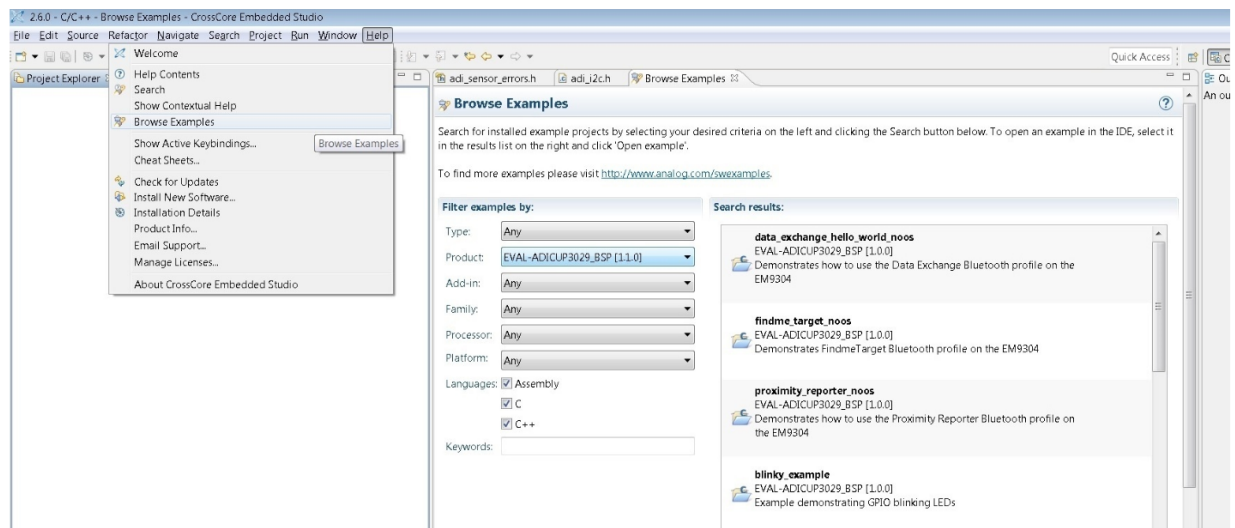 2.6.0 - C/C++ - Browse Examples - CrossCore Embedded Studio
File Edit Source Refactor Navigate Search Project Run Window Help
Quick Access
Project Explorer
Welcome
Help Contents
Search
Show Contextual Help
Browse Examples
Show Active Keybindings...
Cheat Sheets...
Check for Updates
Install New Software...
Installation Details
Product Info...
Email Support...
Manage Licenses...
About CrossCore Embedded Studio
Browse Examples
adi_sensor_errors.h adi_i2c.h Browse Examples
Browse Examples
Search for installed example projects by selecting your desired criteria on the left and clicking the Search button below. To open an example in the IDE, select it
in the results list on the right and click 'Open example'.
To find more examples please visit http://www.analog.com/swexamples.
Filter examples by:
Type: Any
Product: EVAL-ADICUP3029_BSP [1.1.0]
Add-in: Any
Family: Any
Processor: Any
Platform: Any
Languages: Assembly
C
C++
Keywords:
Search results:
data_exchange_hello_world_noos
EVAL-ADICUP3029_BSP [1.0.0]
Demonstrates how to use the Data Exchange Bluetooth profile on the
EM9304
findme_target_noos
EVAL-ADICUP3029_BSP [1.0.0]
Demonstrates FindmeTarget Bluetooth profile on the EM9304
proximity_reporter_noos
EVAL-ADICUP3029_BSP [1.0.0]
Demonstrates how to use the Proximity Reporter Bluetooth profile on
the EM9304
blinky_example
EVAL-ADICUP3029_BSP [1.0.0]
Example demonstrating GPIO blinking LEDs
Ou
An ou